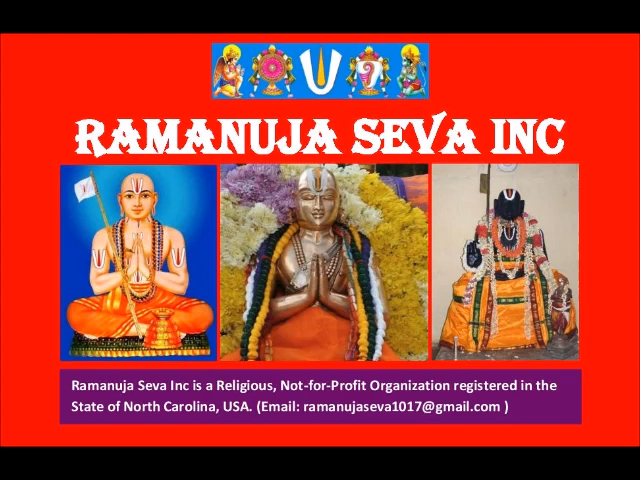 RAMANUJA SEVA INC
Ramanuja Seva Inc is a Religious, Not-for-Profit Organization registered in the
State of North Carolina, USA. (Email: ramanujaseva1017@gmail.com )